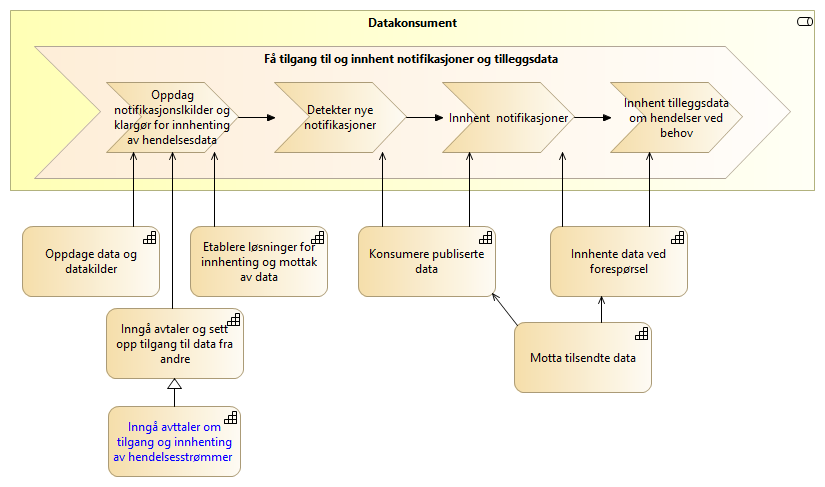 Datakonsument
Få tilgang til og innhent notifikasjoner og tilleggsdata
Oppdag
notifikasjonslkilder og
klargør for innhenting
av hendelsesdata
Detekter nye
notifikasjoner
Innhent notifikasjoner
Innhent tilleggsdata
om hendelser ved
behov
Oppdage data og
datakilder
Etablere løsninger for
innhenting og mottak
av data
Konsumere publiserte
data
Innhente data ved
forespørsel
Inngå avtaler og sett
opp tilgang til data fra
andre
Motta tilsendte data
Inngå avttaler om
tilgang og innhenting
av hendelsesstrømmer